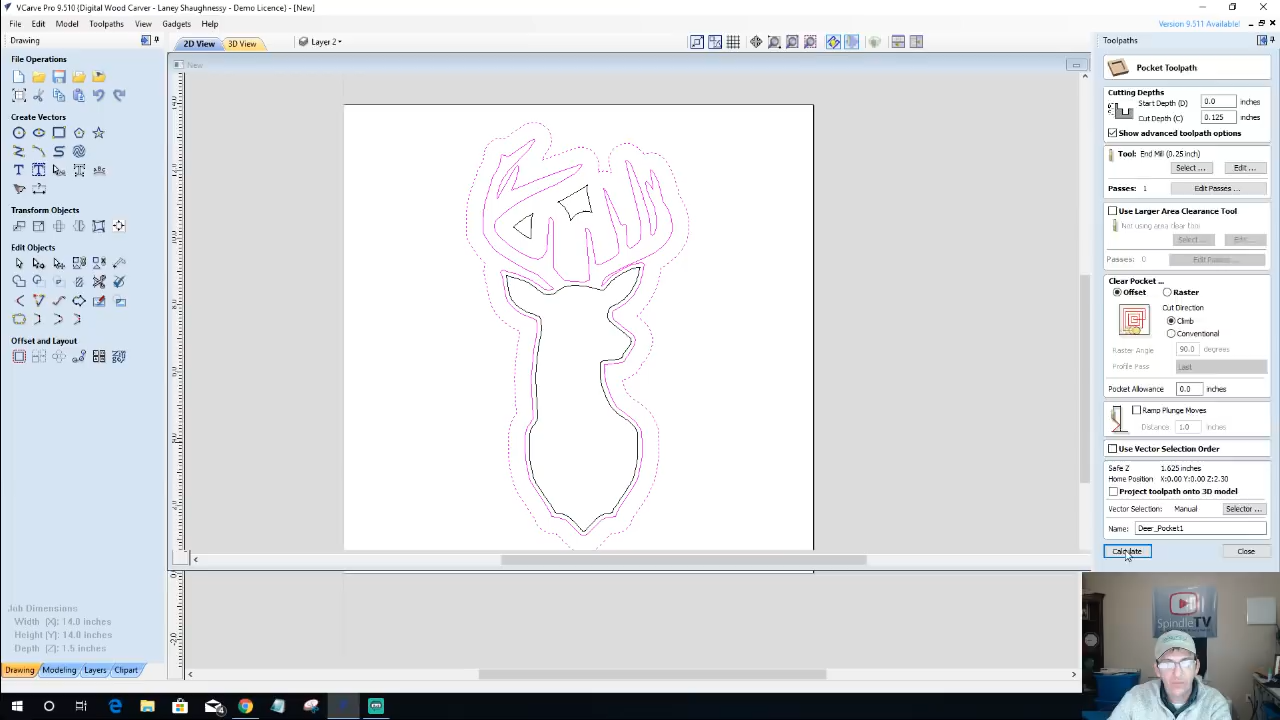 VCarve Pro 9.510 {Digital Wood Carver - Laney Shaughnessy - Demo Licence} - [New]
File Edit Model Toolpaths View Gadgets Help
Version 9.511 Available!
Drawing
2D View 3D View Layer 2
Toolpaths
New
File Operations
Create Vectors
Transform Objects
Edit Objects
Offset and Layout
Job Dimensions
Width (X): 14.0 inches
Height (Y): 14.0 inches
Depth (Z): 1.5 inches
Drawing Modeling Layers Clipart
Pocket Toolpath
Cutting Depths
Start Depth (D) 0.0 inches
Cut Depth (C) 0.125 inches
Show advanced toolpath options
Tool: End Mill (0.25 inch)
Select ... Edit ...
Passes: 1 Edit Passes ...
Use Larger Area Clearance Tool
Not using area clear tool
Select ... Edit...
Passes: 0 Edit Passes ...
Clear Pocket ...
Offset Raster
Cut Direction
Climb
Conventional
Raster Angle 90.0 degrees
Profile Pass Last
Pocket Allowance 0.0 inches
Ramp Plunge Moves
Distance 1.0 inches
Use Vector Selection Order
Safe Z 1.625 inches
Home Position X:0.00 Y:0.00 Z:2.30
Project toolpath onto 3D model
Vector Selection: Manual Selector ...
Name: Deer_Pocket1
Calculate Close
SpindleTV